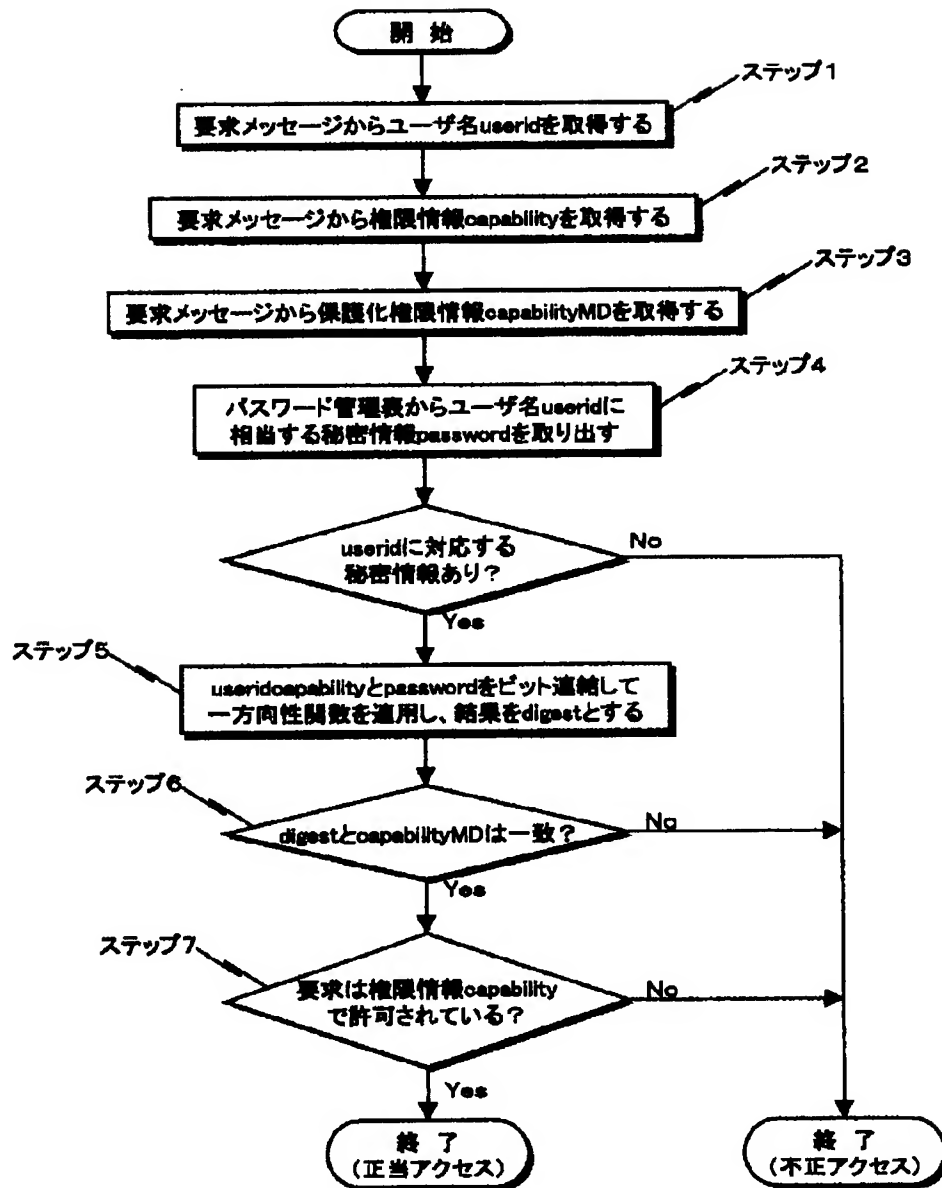 開 始
ステップ1
要求メッセージからユーザ名useridを取得する
ステップ2
要求メッセージから権限情報capabilityを取得する
ステップ3
要求メッセージから保護化権限情報capabilityMDを取得する
ステップ4
パスワード管理表からユーザ名useridに
相当する秘密情報passwordを取り出す
useridに対応する
秘密情報あり？
No
Yes
ステップ5
useridcapabilityとpasswordをビット連結して
一方向性関数を適用し、結果をdigestとする
ステップ6
digestとcapabilityMDは一致？
No
Yes
ステップ7
要求は権限情報capability
で許可されている？
No
Yes
終 了
（正当アクセス）
終 了
（不正アクセス）